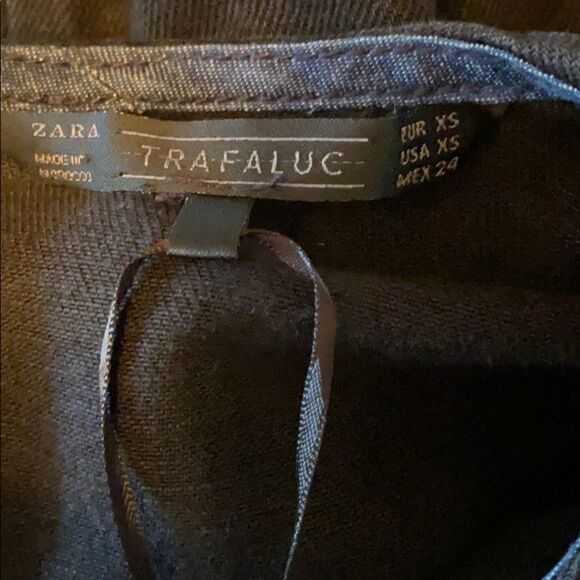 ZARA
MADE IN
MOROCCO
TRAFALUC
EUR XS
USA XS
MEX 24